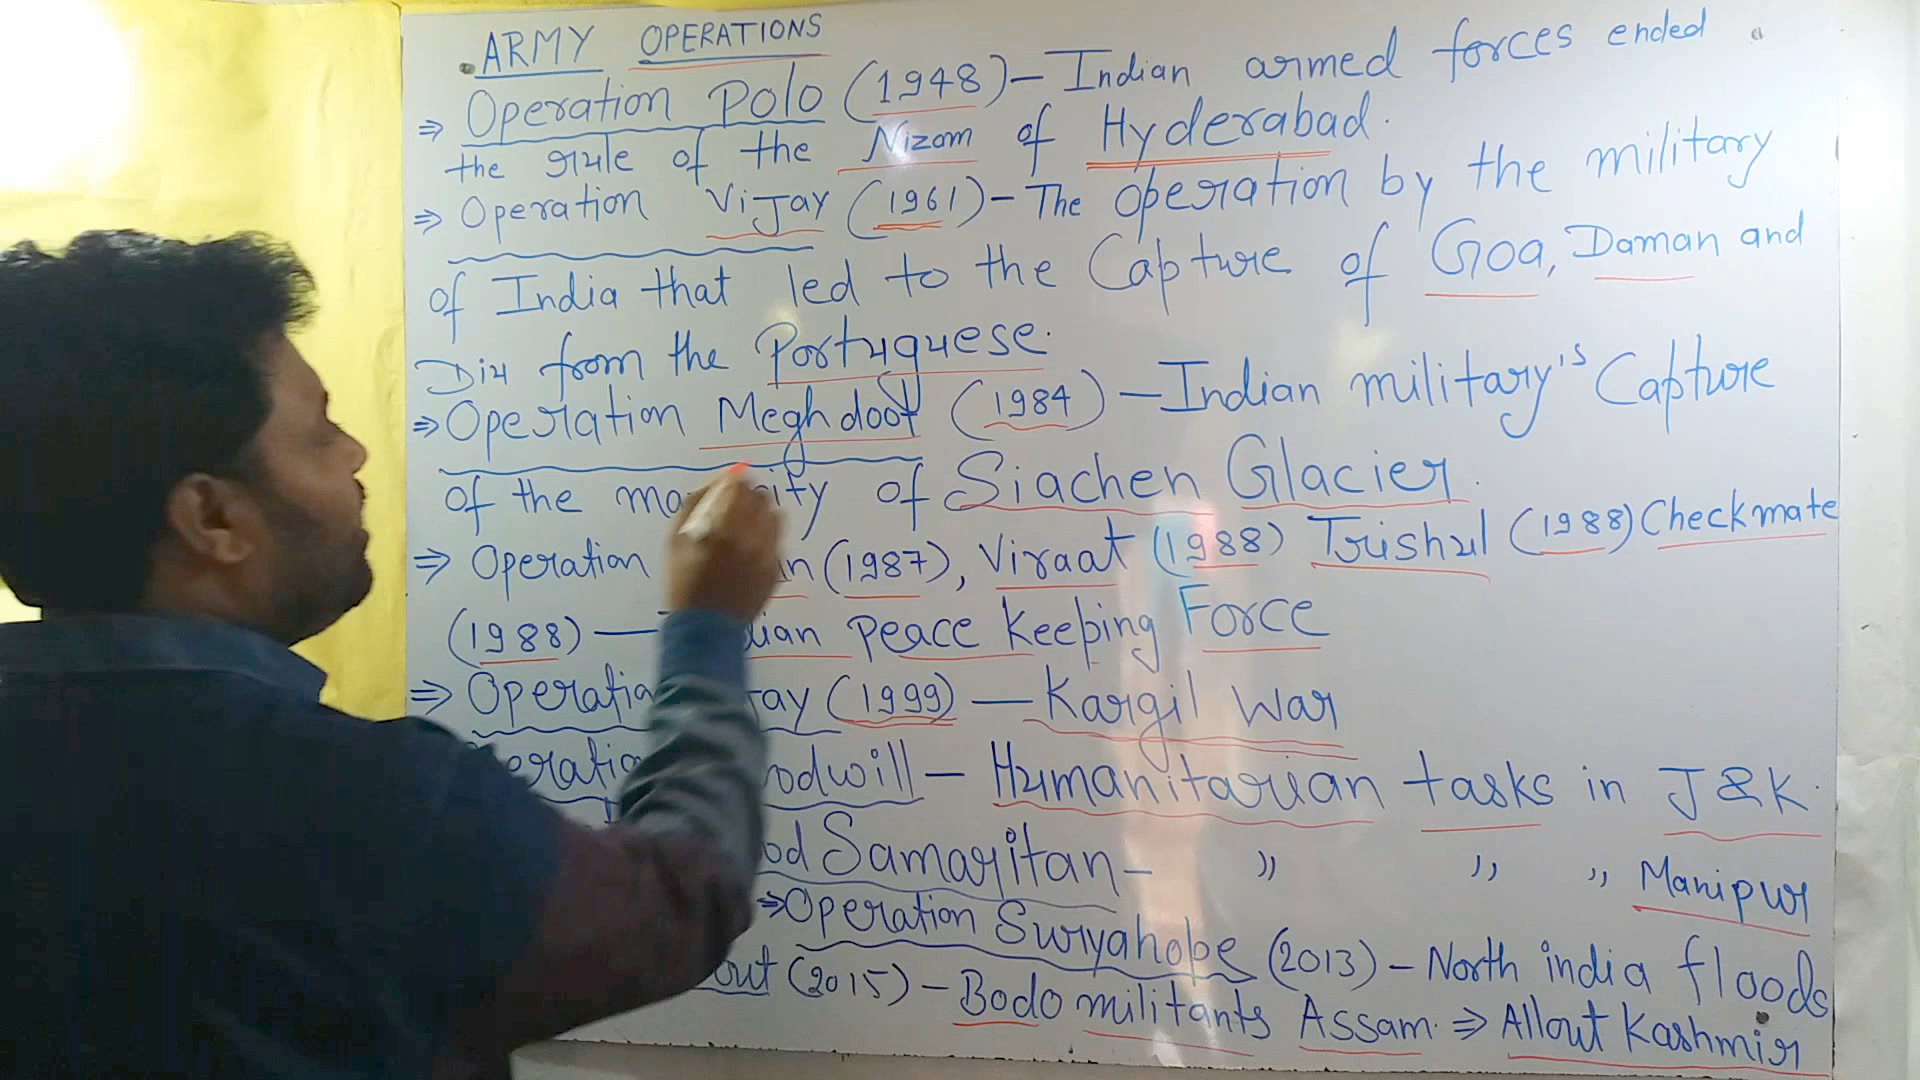 ARMY OPERATIONS
⇒ Operation Polo (1948) – Indian armed forces ended
the rule of the Nizam of Hyderabad.
⇒ Operation Vijay (1961) – The operation by the military
of India that led to the Capture of Goa, Daman and
Diu from the Portuguese.
⇒ Operation Meghdoot (1984) – Indian military's Capture
of the of Siachen Glacier.
⇒ Operation (1987), Viraat (1988) Trishul (1988) Checkmate
(1988) — peace keeping Force
⇒ (1999) — Kargil War
– Humanitarian tasks in J & K.
Samaritan – " " " Manipur
⇒ Operation Suryahope (2013) – North india floods
out (2015) – Bodo militants Assam. ⇒ Allout Kashmir